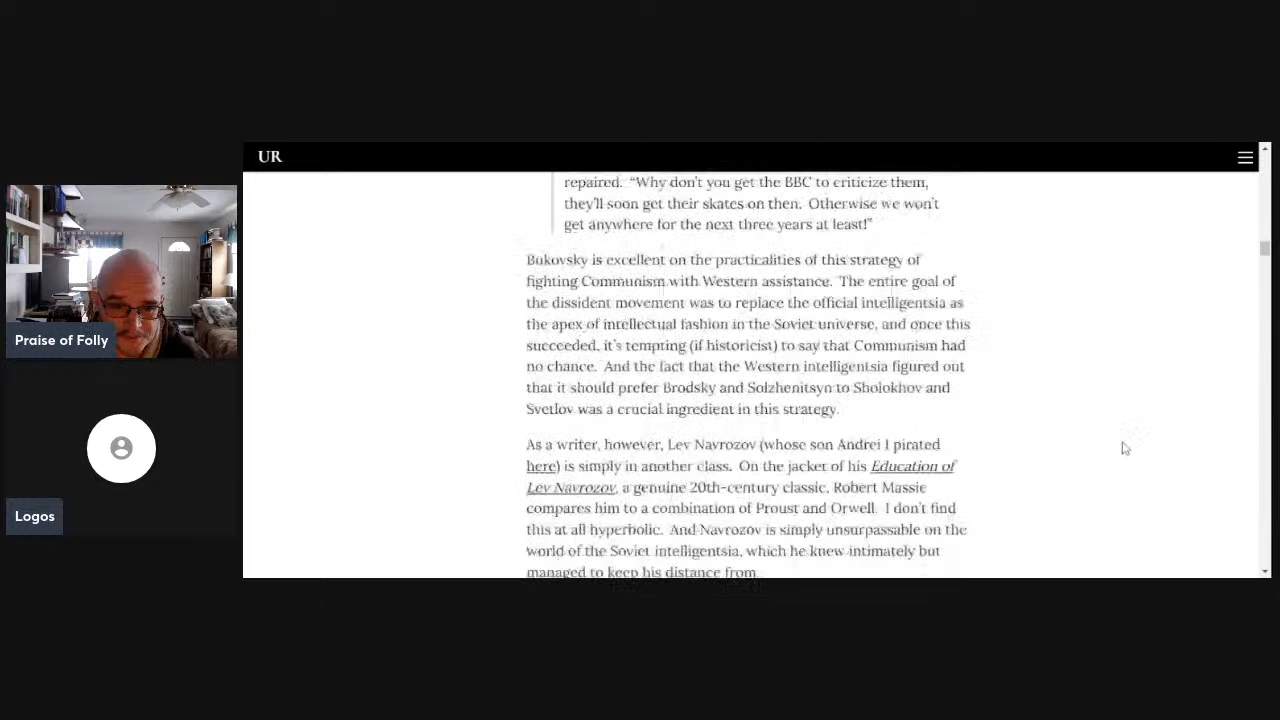 UR
repaired. “Why don’t you get the BBC to criticize them,
they’ll soon get their skates on then. Otherwise we won’t
get anywhere for the next three years at least!”
Bukovsky is excellent on the practicalities of this strategy of
fighting Communism with Western assistance. The entire goal of
the dissident movement was to replace the official intelligentsia as
the apex of intellectual fashion in the Soviet universe, and once this
succeeded, it’s tempting (if historicist) to say that Communism had
no chance. And the fact that the Western intelligentsia figured out
that it should prefer Brodsky and Solzhenitsyn to Sholokhov and
Svetlov was a crucial ingredient in this strategy.
As a writer, however, Lev Navrozov (whose son Andrei I pirated
here) is simply in another class. On the jacket of his Education of
Lev Navrozov, a genuine 20th-century classic, Robert Massie
compares him to a combination of Proust and Orwell. I don’t find
this at all hyperbolic. And Navrozov is simply unsurpassable on the
world of the Soviet intelligentsia, which he knew intimately but
managed to keep his distance from.
Praise of Folly
Logos